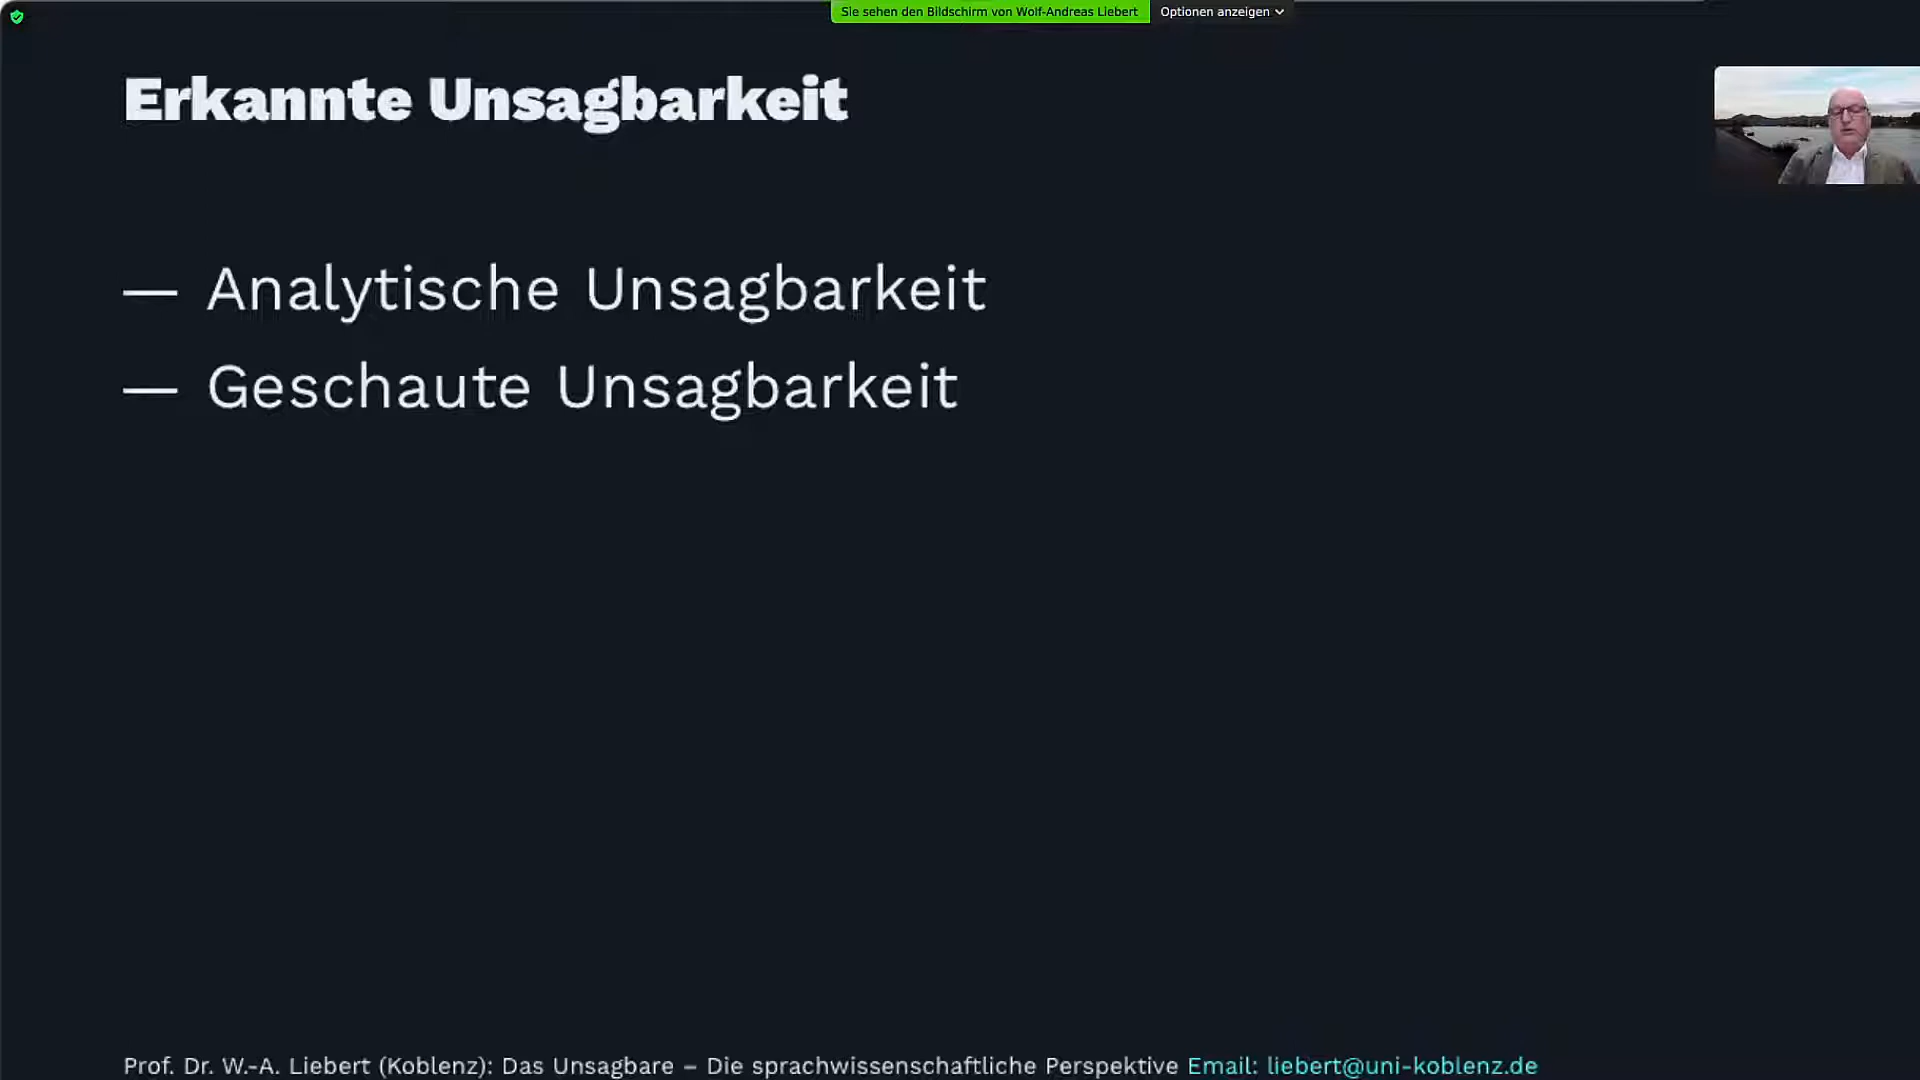 Sie sehen den Bildschirm von Wolf-Andreas Liebert Optionen anzeigen
Erkannte Unsagbarkeit
— Analytische Unsagbarkeit
— Geschaute Unsagbarkeit
Prof. Dr. W.-A. Liebert (Koblenz): Das Unsagbare – Die sprachwissenschaftliche Perspektive Email: liebert@uni-koblenz.de